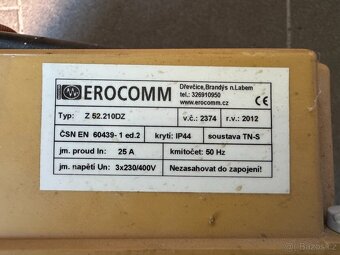 EROCOMM
Dřevčice,Brandýs n.Labem
tel.: 326910950
www.erocomm.cz
CE
Typ: Z 52.210DZ v.č.: 2374 r.v.: 2012
ČSN EN 60439- 1 ed.2 krytí: IP44 soustava TN-S
jm. proud In: 25 A kmitočet: 50 Hz
jm. napětí Un: 3x230/400V Nezasahovat do zapojení!